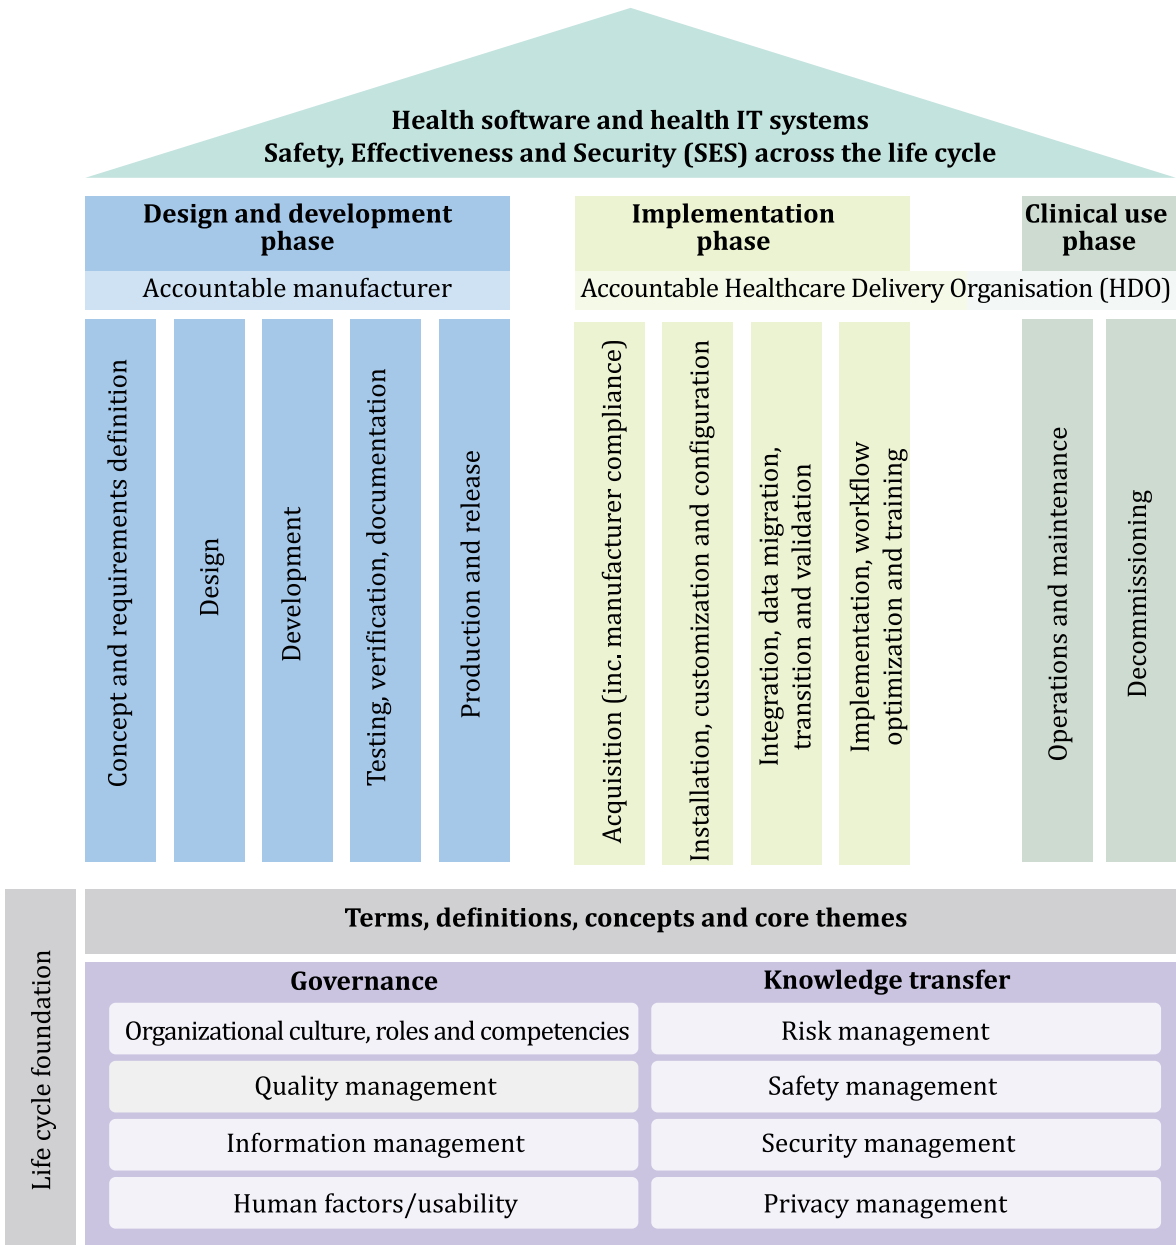 Health software and health IT systems
Safety, Effectiveness and Security (SES) across the life cycle
Design and development
phase
Accountable manufacturer
Implementation
phase
Clinical use
phase
Accountable Healthcare Delivery Organisation (HDO)
Concept and requirements definition
Design
Development
Testing, verification, documentation
Production and release
Acquisition (inc. manufacturer compliance)
Installation, customization and configuration
Integration, data migration,
transition and validation
Implementation, workflow
optimization and training
Operations and maintenance
Decommissioning
Life cycle foundation
Terms, definitions, concepts and core themes
Governance
Organizational culture, roles and competencies
Quality management
Information management
Human factors/usability
Knowledge transfer
Risk management
Safety management
Security management
Privacy management